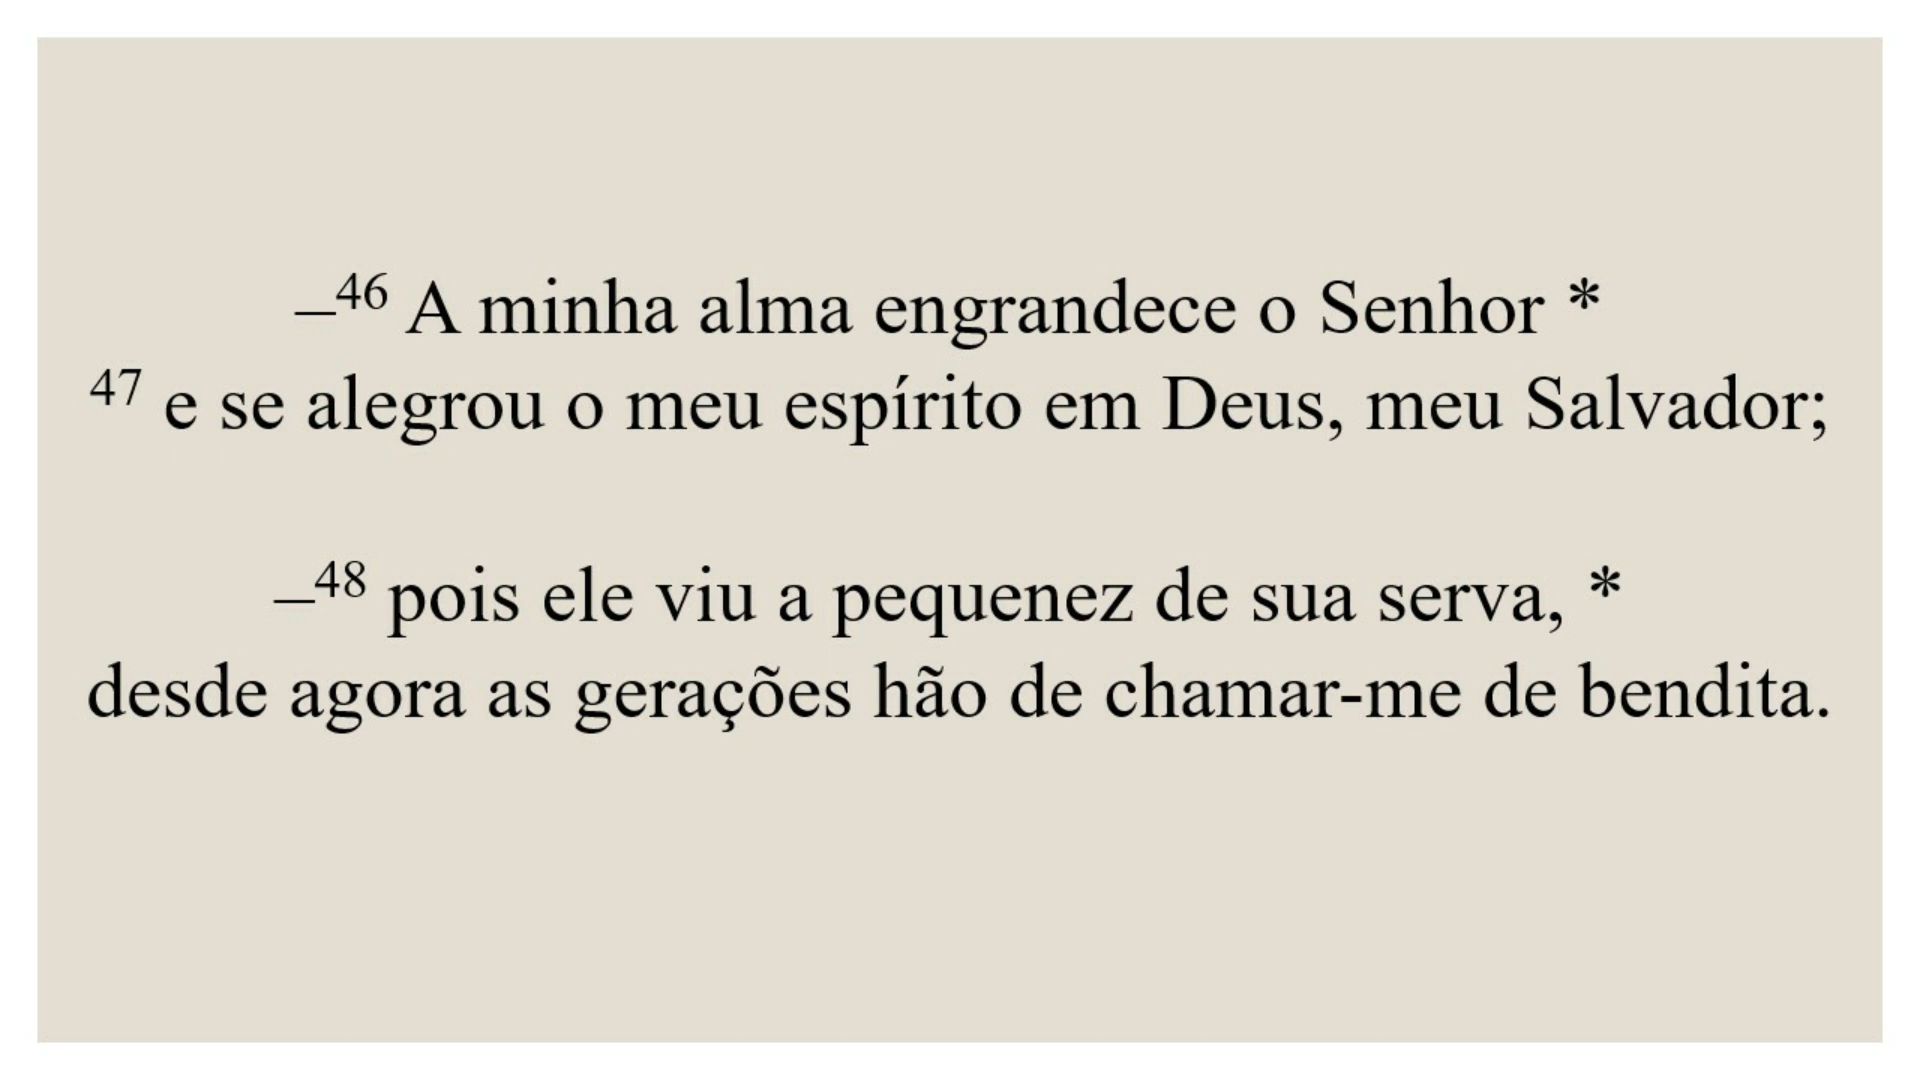 –46 A minha alma engrandece o Senhor *
47 e se alegrou o meu espírito em Deus, meu Salvador;
–48 pois ele viu a pequenez de sua serva, *
desde agora as gerações hão de chamar-me de bendita.